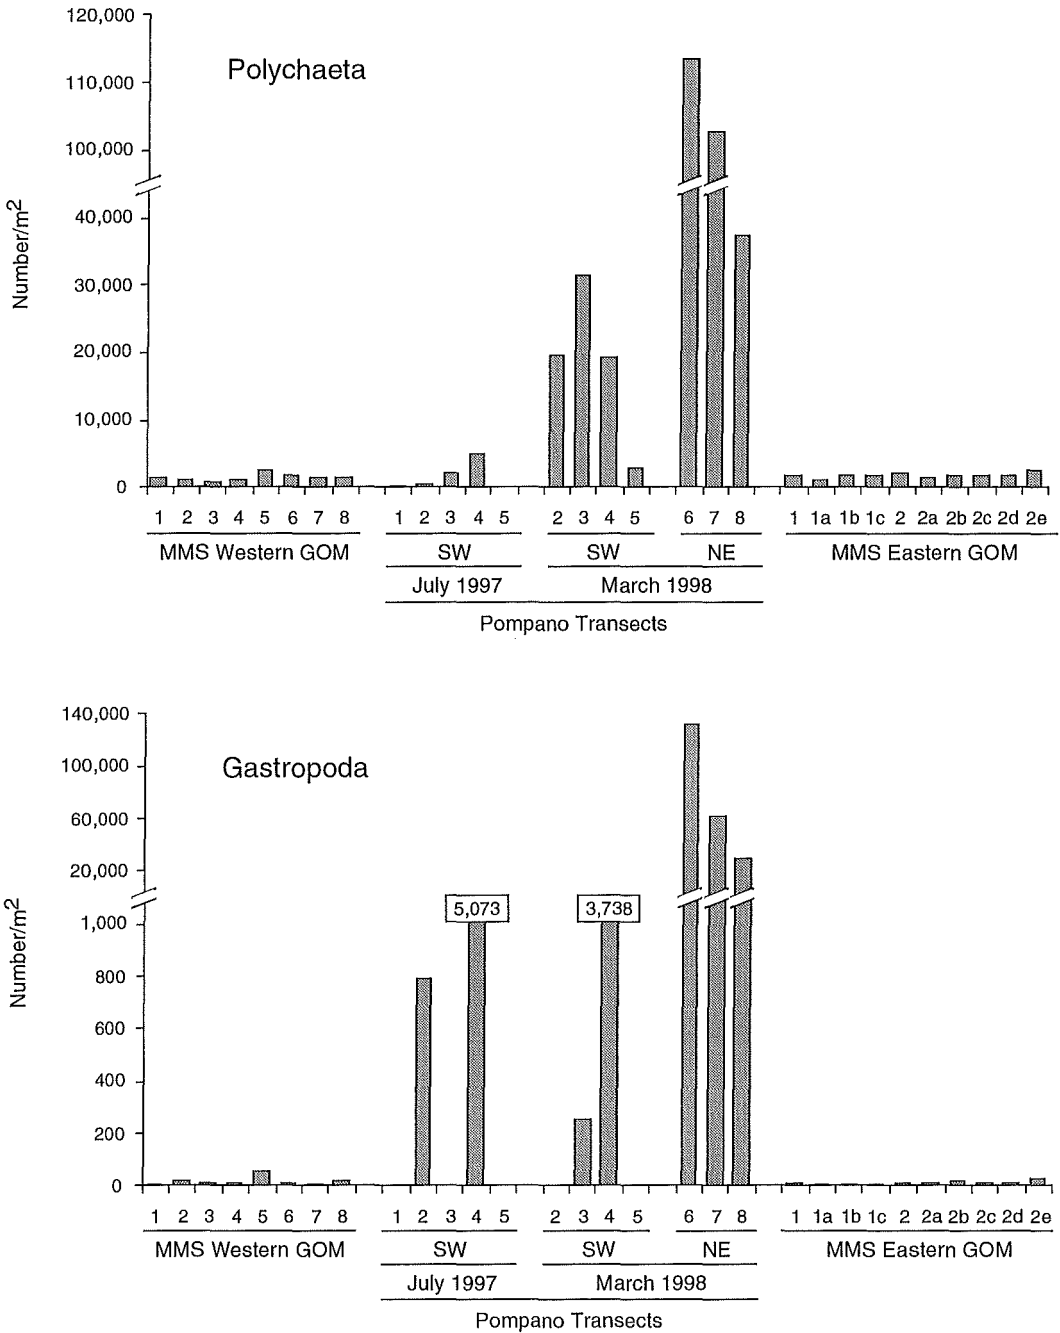 120,000
Polychaeta
110,000
100,000
Number/m2
40,000
30,000
20,000
10,000
0
1 2 3 4 5 6 7 8 1 2 3 4 5 2 3 4 5 6 7 8 1 1a 1b 1c 2 2a 2b 2c 2d 2e
MMS Western GOM SW SW NE MMS Eastern GOM
July 1997 March 1998
Pompano Transects
140,000
Gastropoda
100,000
60,000
20,000
Number/m2
5,073 3,738
1,000
800
600
400
200
0
1 2 3 4 5 6 7 8 1 2 3 4 5 2 3 4 5 6 7 8 1 1a 1b 1c 2 2a 2b 2c 2d 2e
MMS Western GOM SW SW NE MMS Eastern GOM
July 1997 March 1998
Pompano Transects